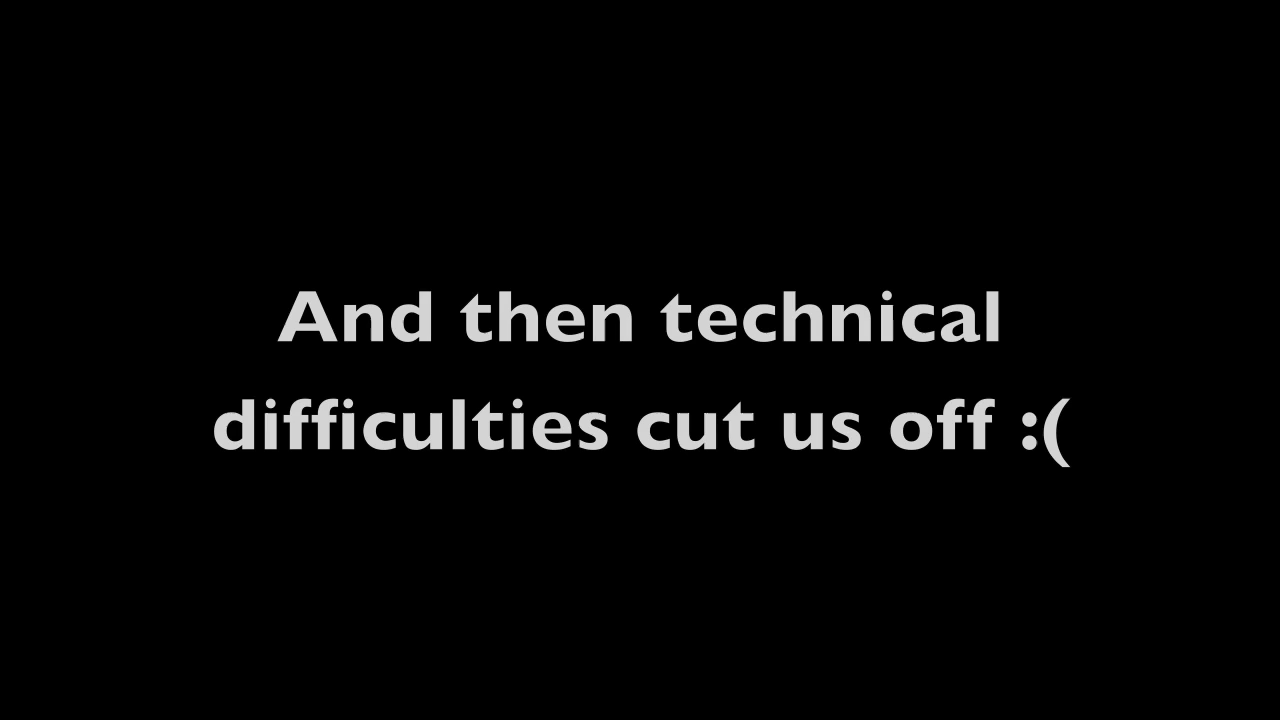 And then technical
difficulties cut us off :(